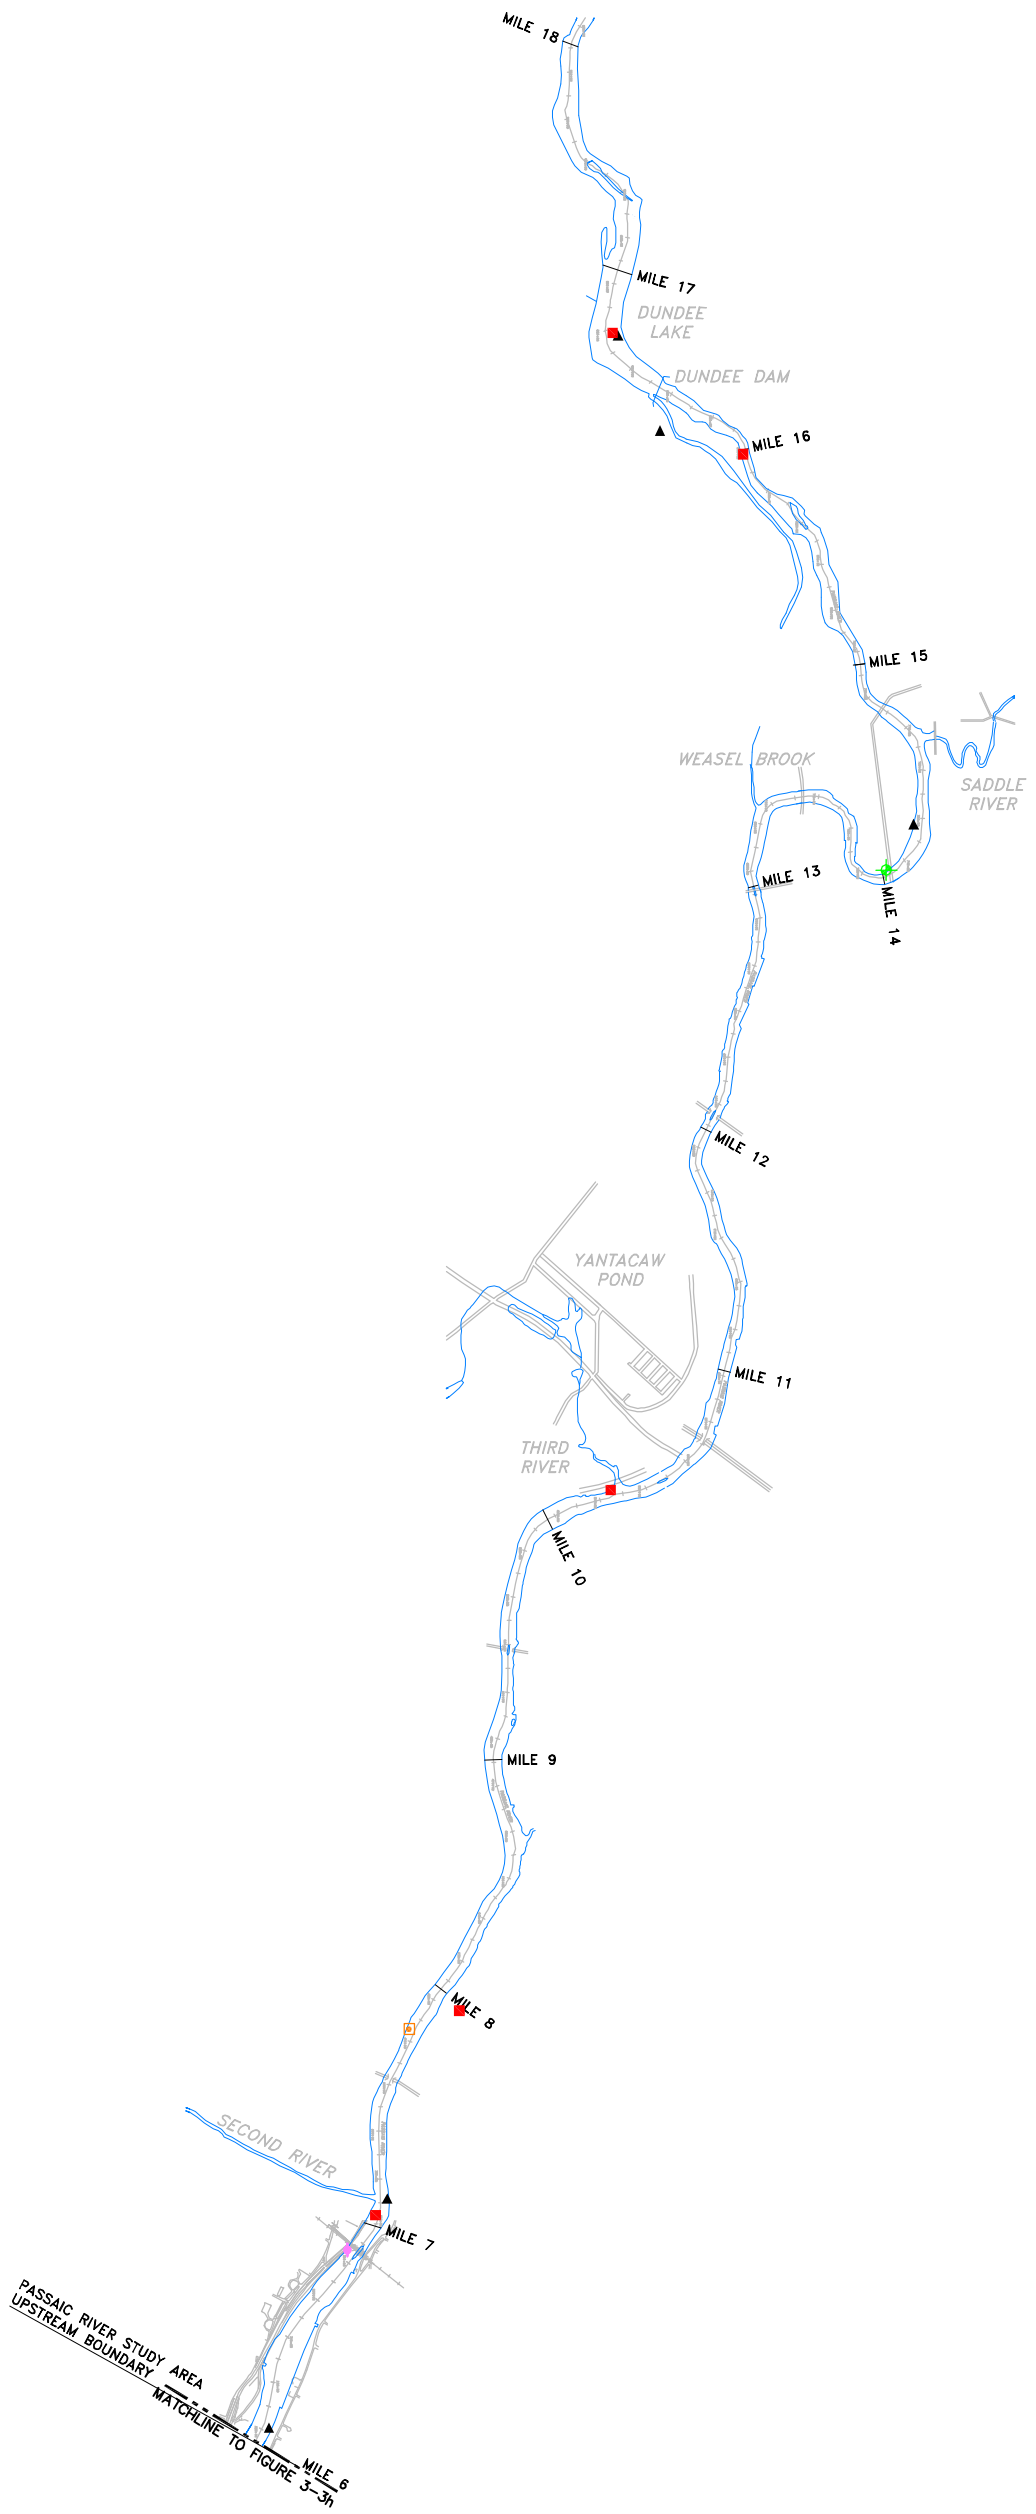 MILE 18
MILE 17
DUNDEE
LAKE
DUNDEE DAM
MILE 16
MILE 15
WEASEL BROOK
SADDLE
RIVER
MILE 13
MILE 14
MILE 12
YANTACAW
POND
MILE 11
THIRD
RIVER
MILE 10
MILE 9
MILE 8
SECOND RIVER
MILE 7
PASSAIC RIVER STUDY AREA
UPSTREAM BOUNDARY
MATCHLINE TO FIGURE 3-3h
MILE 6